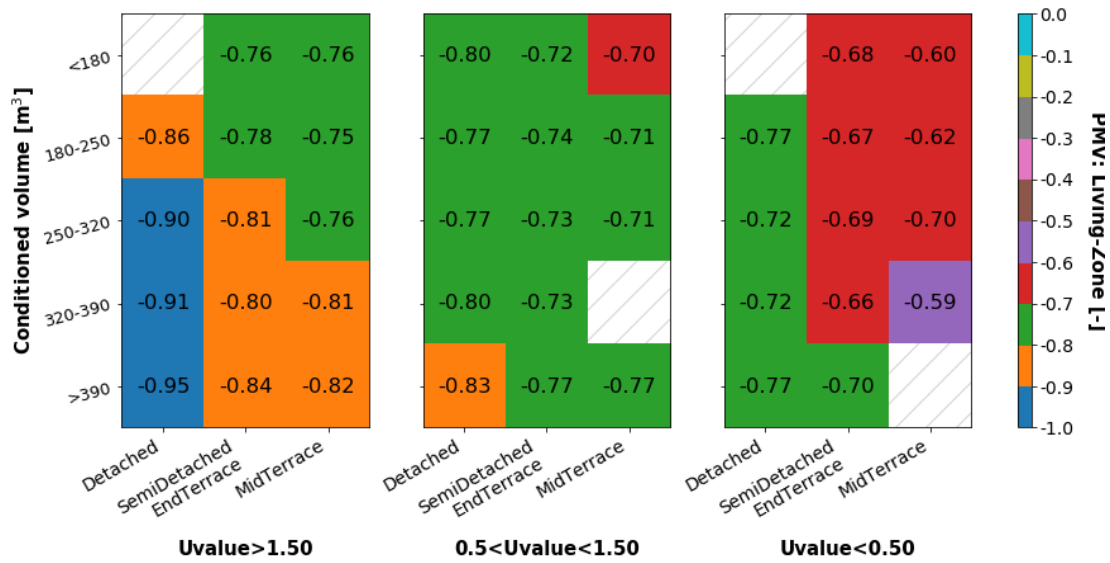 <180 -0.76 -0.76 -0.80 -0.72 -0.70 -0.68 -0.60 0.0
-0.1
-0.2
180-250 -0.86 -0.78 -0.75 -0.77 -0.74 -0.71 -0.77 -0.67 -0.62 -0.3
-0.4
250-320 -0.90 -0.81 -0.76 -0.77 -0.73 -0.71 -0.72 -0.69 -0.70 -0.5
-0.6
320-390 -0.91 -0.80 -0.81 -0.80 -0.73 -0.72 -0.66 -0.59 -0.7
-0.8
>390 -0.95 -0.84 -0.82 -0.83 -0.77 -0.77 -0.77 -0.70 -0.9
-1.0
Conditioned volume [m³]
PMV: Living-Zone [-]
Detached
SemiDetached
EndTerrace
MidTerrace
Detached
SemiDetached
EndTerrace
MidTerrace
Detached
SemiDetached
EndTerrace
MidTerrace
Uvalue>1.50 0.5<Uvalue<1.50 Uvalue<0.50